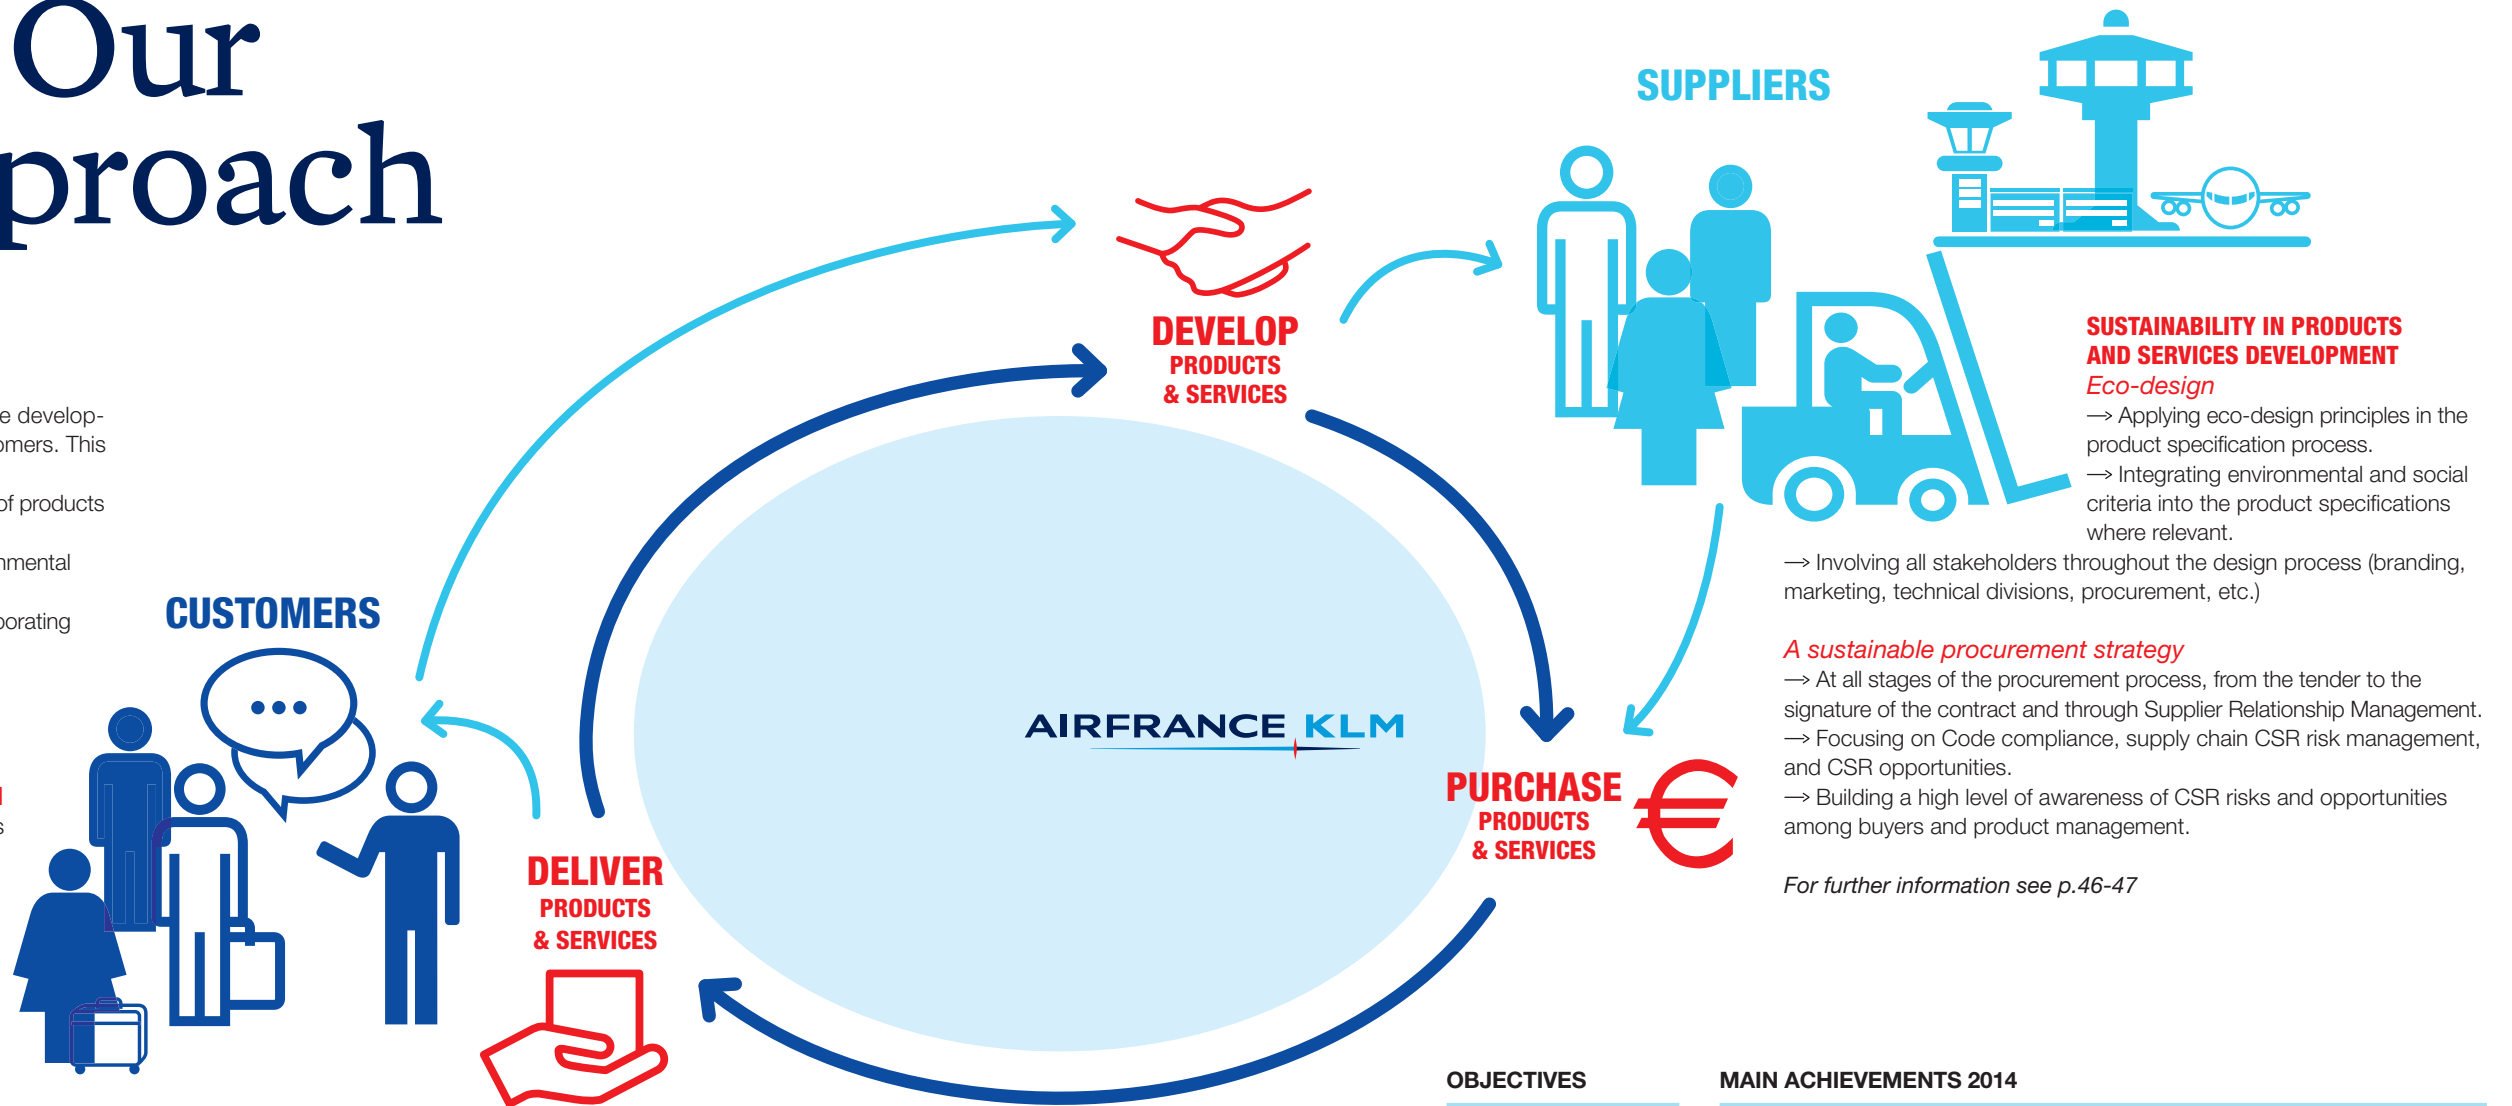 Our
proach
e develop-
omers. This
of products
nmental
porating
CUSTOMERS
s
DEVELOP
PRODUCTS
& SERVICES
SUPPLIERS
AIRFRANCE KLM
PURCHASE
PRODUCTS
& SERVICES
DELIVER
PRODUCTS
& SERVICES
SUSTAINABILITY IN PRODUCTS
AND SERVICES DEVELOPMENT
Eco-design
→ Applying eco-design principles in the
product specification process.
→ Integrating environmental and social
criteria into the product specifications
where relevant.
→ Involving all stakeholders throughout the design process (branding,
marketing, technical divisions, procurement, etc.)
A sustainable procurement strategy
→ At all stages of the procurement process, from the tender to the
signature of the contract and through Supplier Relationship Management.
→ Focusing on Code compliance, supply chain CSR risk management,
and CSR opportunities.
→ Building a high level of awareness of CSR risks and opportunities
among buyers and product management.
For further information see p.46-47
OBJECTIVES
MAIN ACHIEVEMENTS 2014